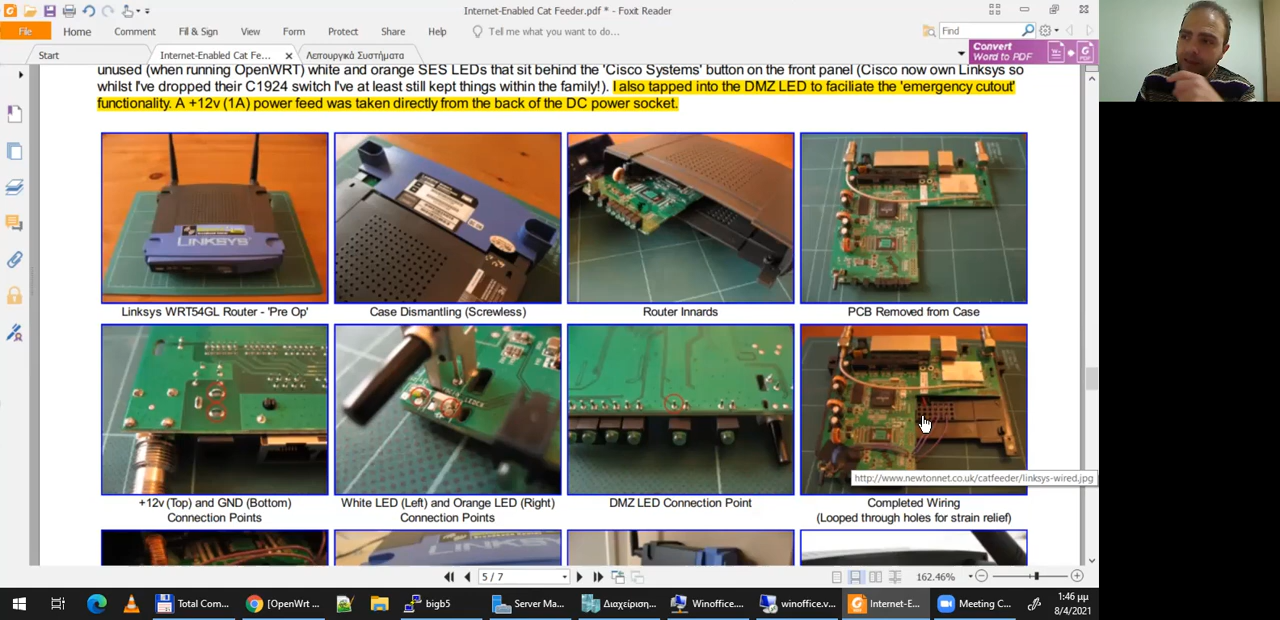 Internet-Enabled Cat Feeder.pdf * - Foxit Reader
File Home Comment Fill & Sign View Form Protect Share Help Tell me what you want to do... Find
Start Internet-Enabled Cat Fe... Λειτουργικά Συστήματα Convert Word to PDF
unused (when running OpenWRT) white and orange SES LEDs that sit behind the 'Cisco Systems' button on the front panel (Cisco now own Linksys so
whilst I've dropped their C1924 switch I've at least still kept things within the family!). I also tapped into the DMZ LED to faciliate the 'emergency cutout'
functionality. A +12v (1A) power feed was taken directly from the back of the DC power socket.
LINKSYS
Linksys WRT54GL Router - 'Pre Op' Case Dismantling (Screwless) Router Innards PCB Removed from Case
http://www.newtonnet.co.uk/catfeeder/linksys-wired.jpg
+12v (Top) and GND (Bottom) White LED (Left) and Orange LED (Right) DMZ LED Connection Point Completed Wiring
Connection Points Connection Points (Looped through holes for strain relief)
5 / 7 162.46%
Total Com... [OpenWrt ... bigb5 Server Ma... Διαχείριση... Winoffice.... winoffice.v... Internet-E... Meeting C... 1:46 μμ
8/4/2021